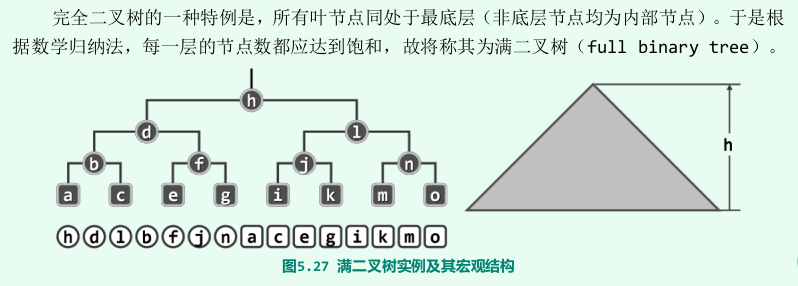 完全二叉树的一种特例是，所有叶节点同处于最底层（非底层节点均为内部节点）。于是根
据数学归纳法，每一层的节点数都应达到饱和，故将称其为满二叉树（full binary tree）。
h
d l
b f j n
a c e g i k m o
h d l b f j n a c e g i k m o
h
图5.27 满二叉树实例及其宏观结构